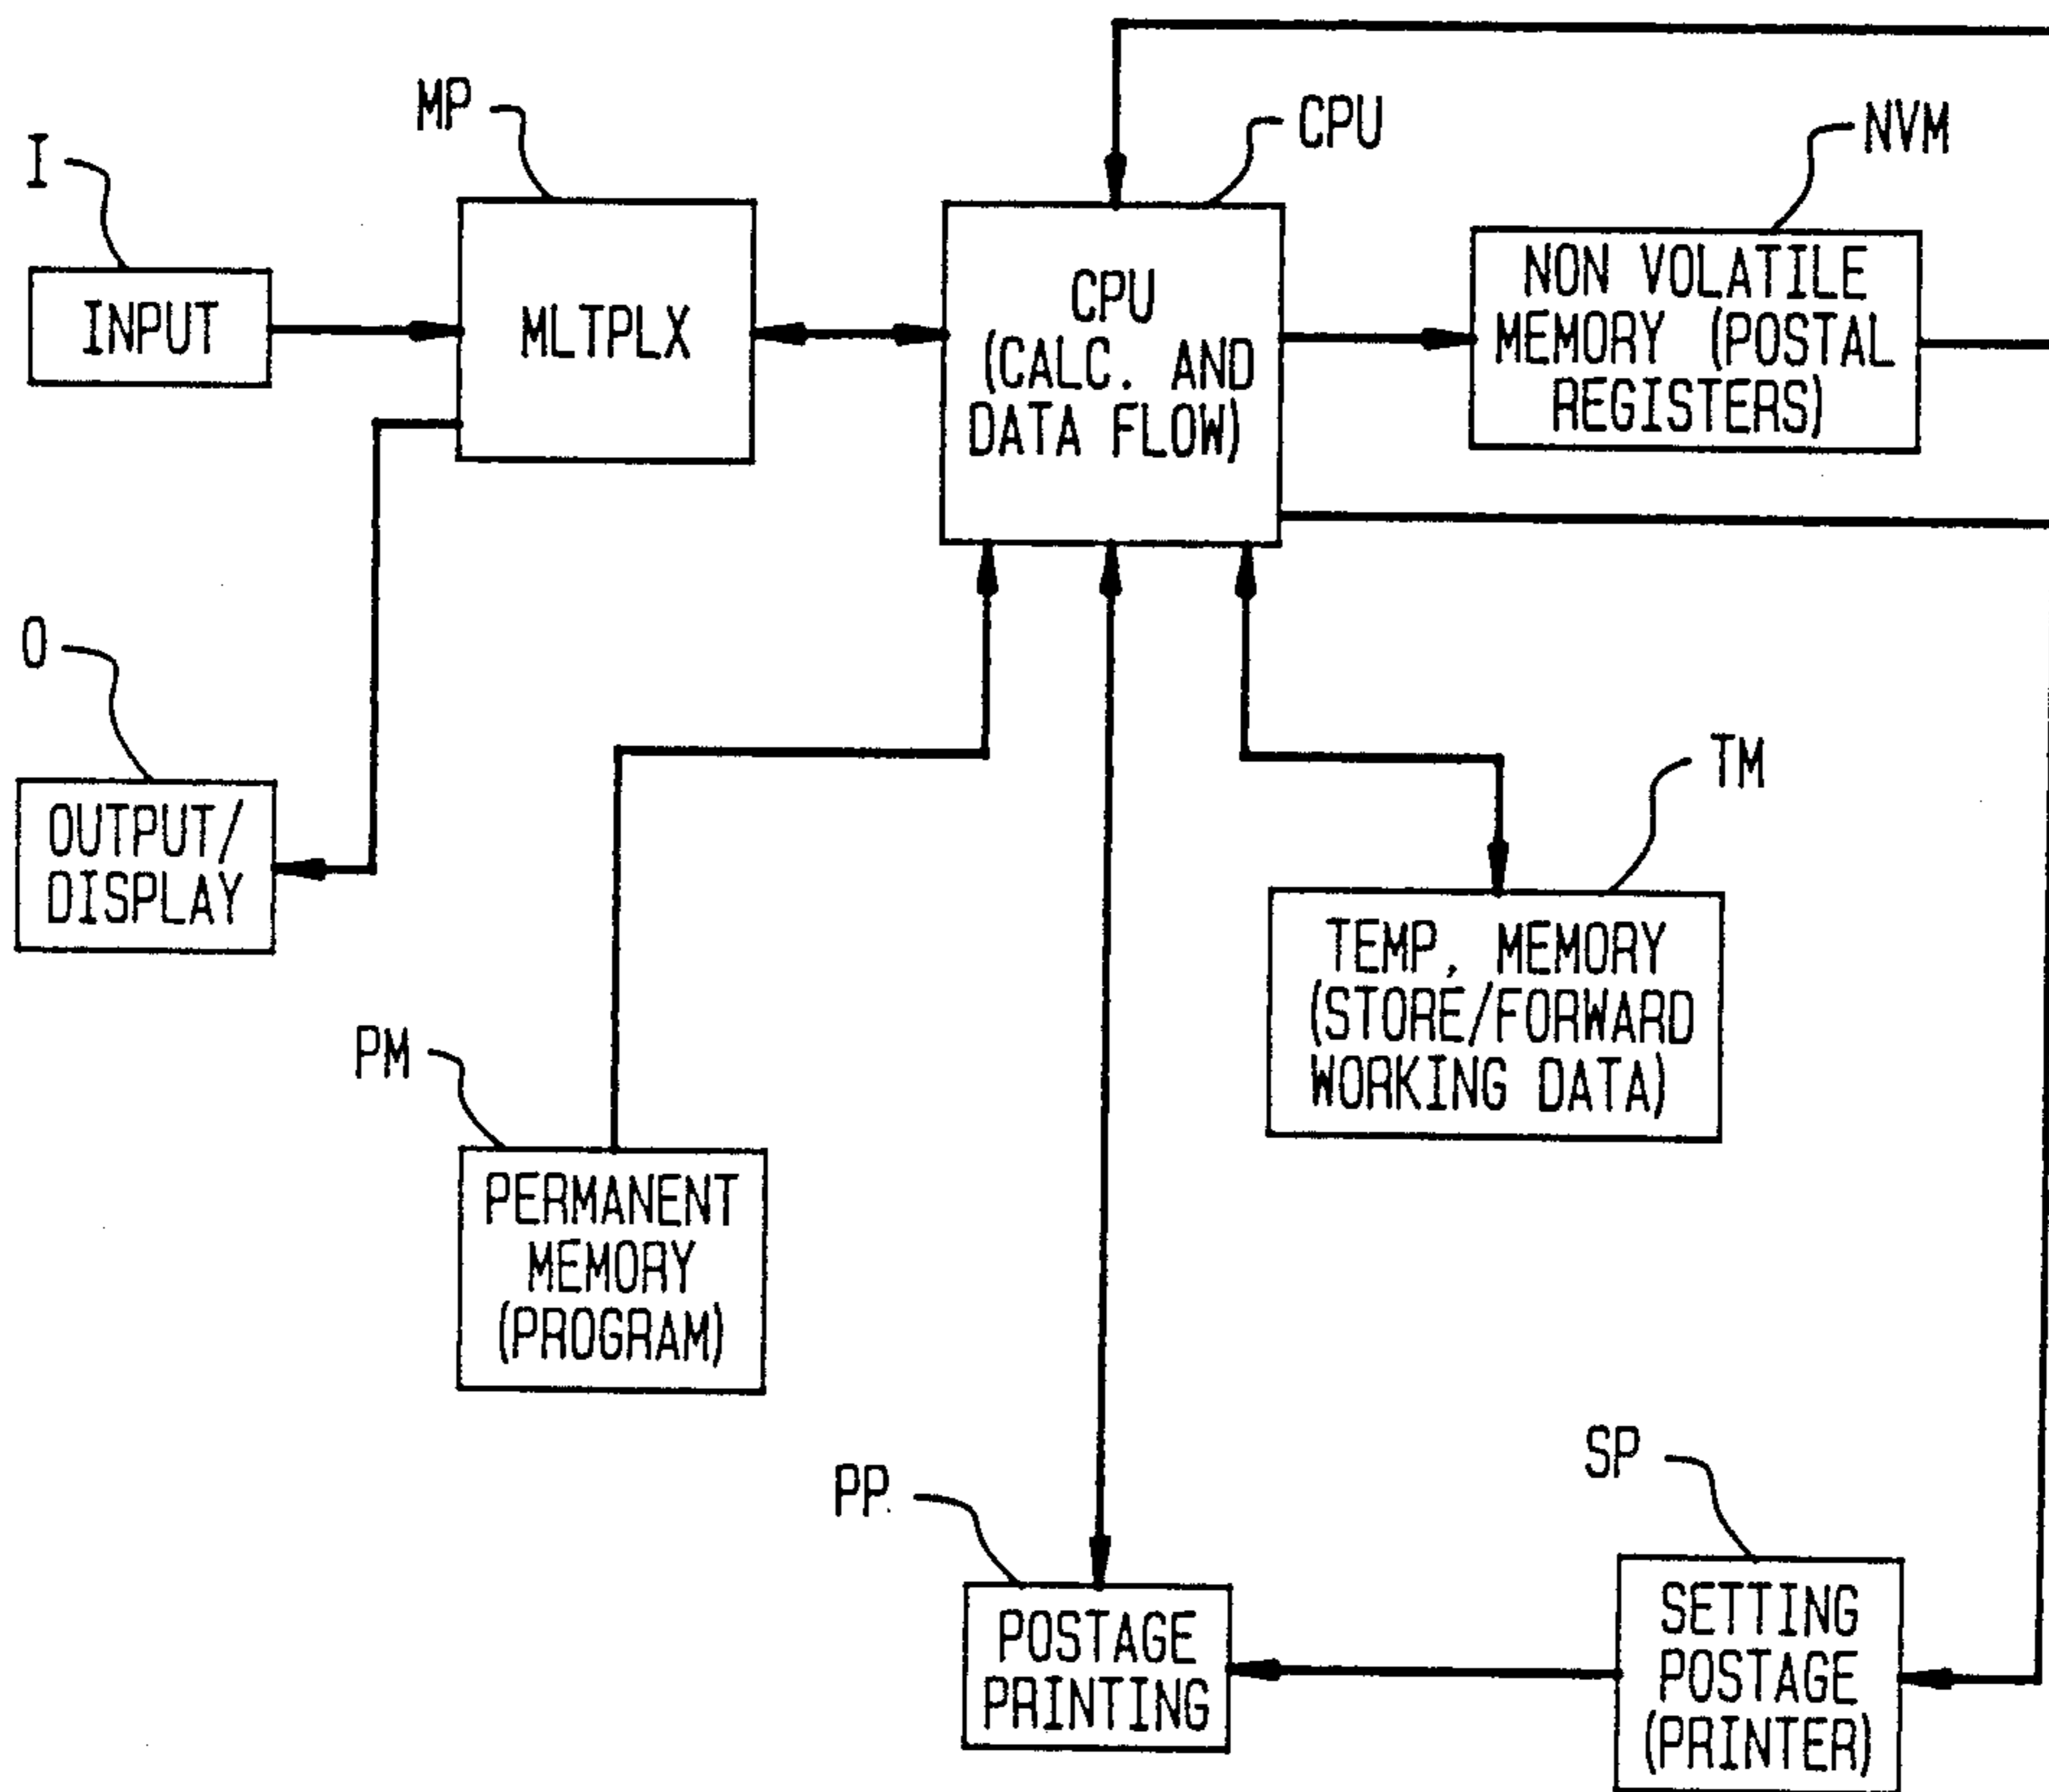 MP
CPU
NVM
I
INPUT
MLTPLX
CPU
(CALC. AND
DATA FLOW)
NON VOLATILE
MEMORY (POSTAL
REGISTERS)
O
OUTPUT/
DISPLAY
TM
TEMP. MEMORY
(STORE/FORWARD
WORKING DATA)
PM
PERMANENT
MEMORY
(PROGRAM)
PP
POSTAGE
PRINTING
SP
SETTING
POSTAGE
(PRINTER)